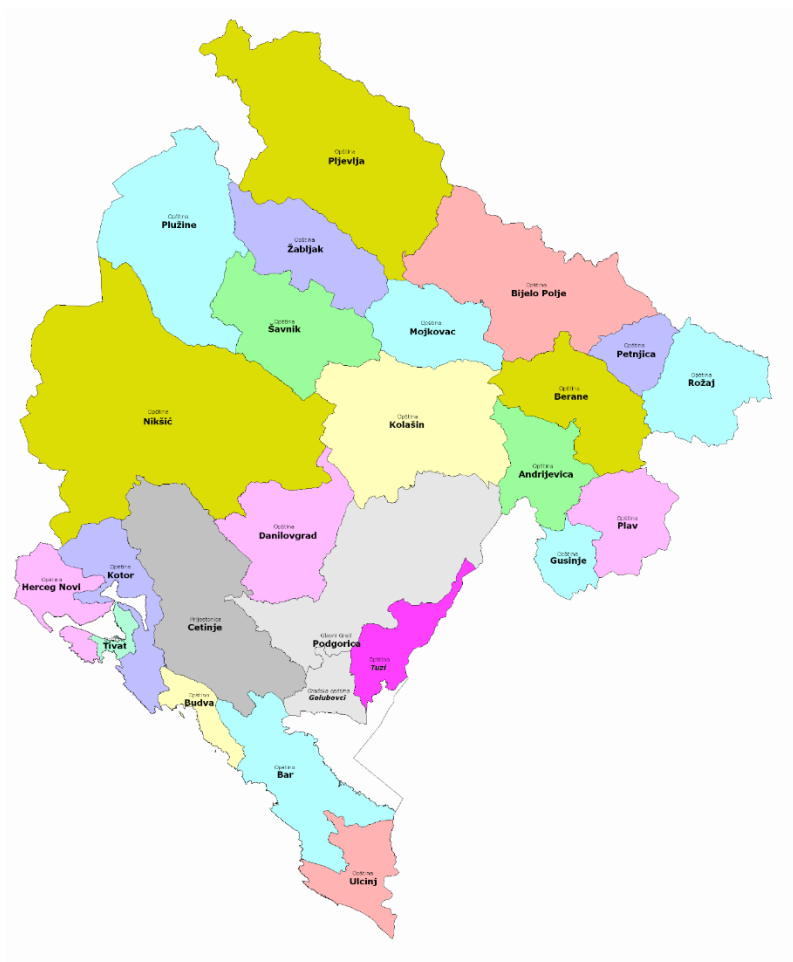 Opština
Pljevlja
Opština
Plužine
Opština
Žabljak
Opština
Bijelo Polje
Opština
Šavnik
Opština
Mojkovac
Opština
Petnjica
Opština
Rožaj
Opština
Berane
Opština
Nikšić
Opština
Kolašin
Opština
Andrijevica
Opština
Plav
Opština
Danilovgrad
Opština
Gusinje
Opština
Kotor
Opština
Herceg Novi
Prijestonica
Cetinje
Opština
Tivat
Glavni Grad
Podgorica
Opština
Tuzi
Opština
Budva
Gradska opština
Golubovci
Opština
Bar
Opština
Ulcinj